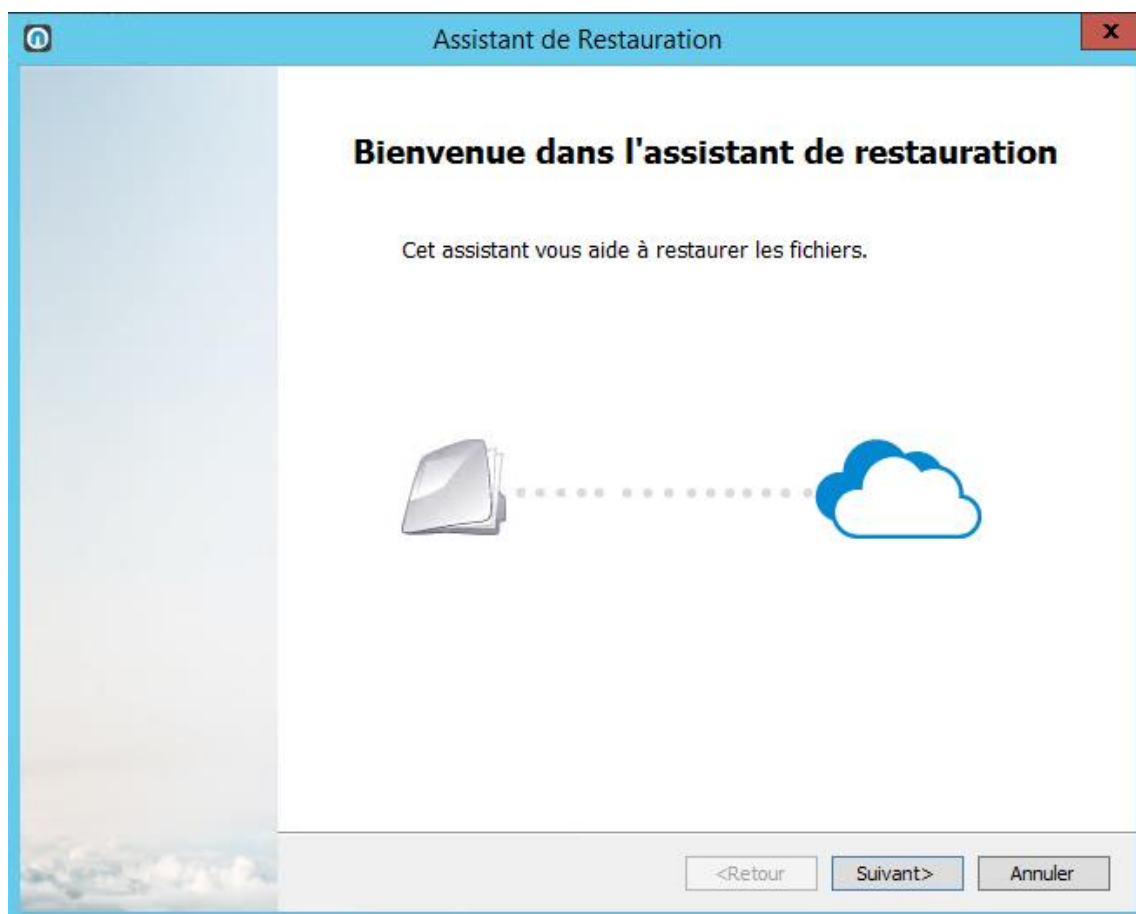 Assistant de Restauration
x
Bienvenue dans l'assistant de restauration
Cet assistant vous aide à restaurer les fichiers.
<Retour
Suivant>
Annuler